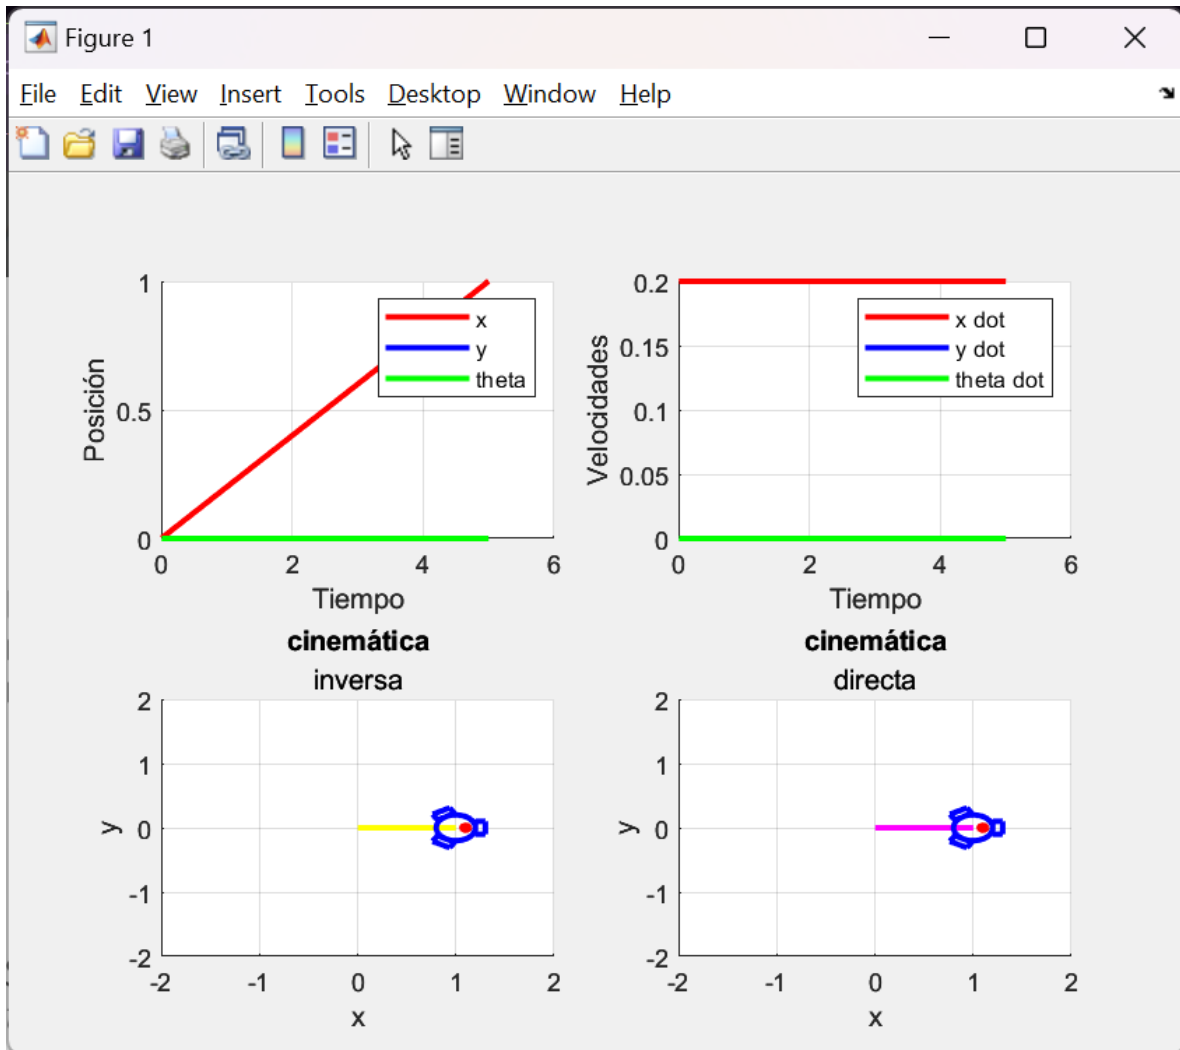 Figure 1
File Edit View Insert Tools Desktop Window Help
1
0.5
0
0 2 4 6
Posición
Tiempo
x
y
theta
0.2
0.15
0.1
0.05
0
0 2 4 6
Velocidades
Tiempo
x dot
y dot
theta dot
cinemática
inversa
2
1
0
-1
-2
-2 -1 0 1 2
y
x
cinemática
directa
2
1
0
-1
-2
-2 -1 0 1 2
y
x